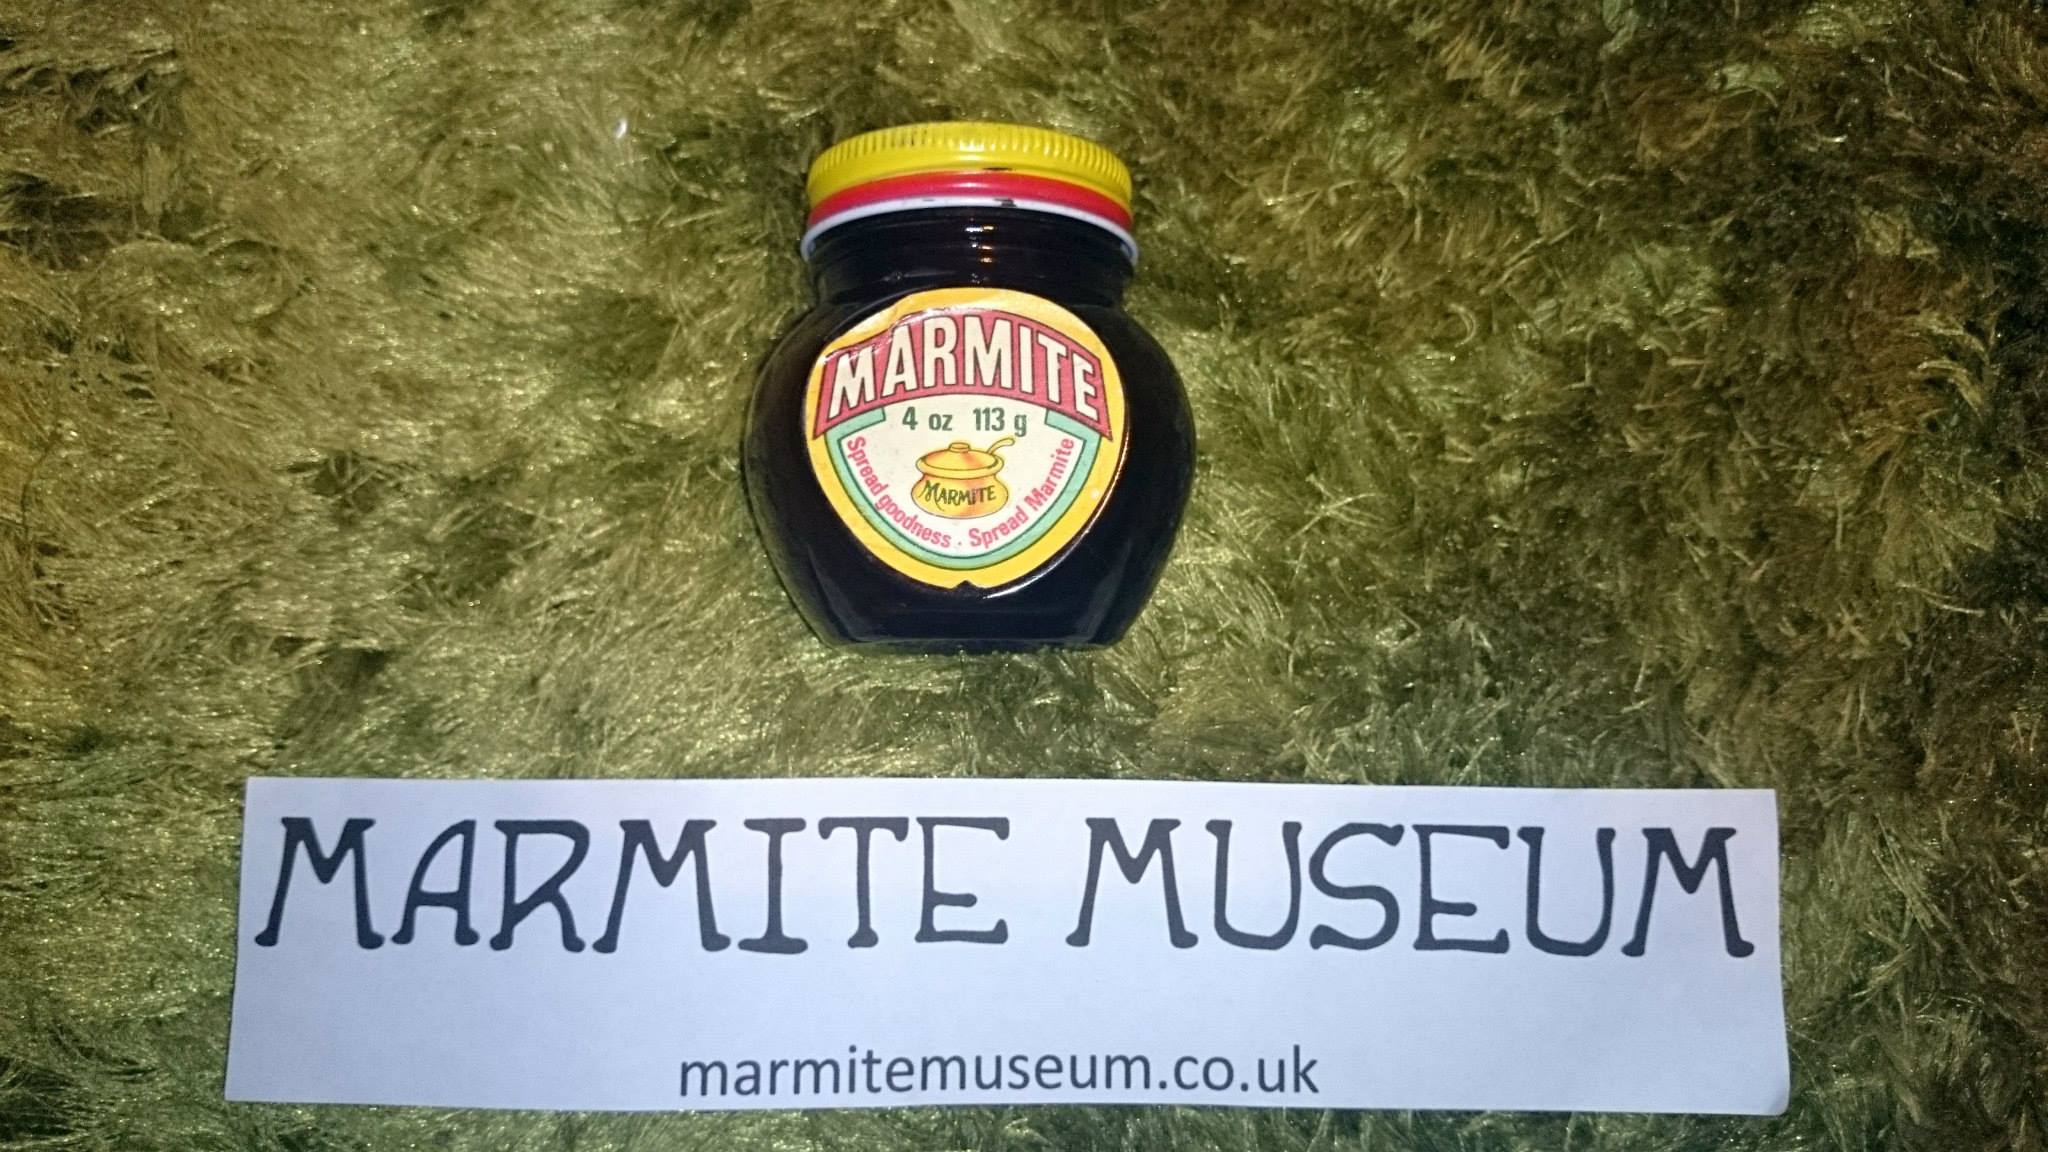 MARMITE
4 oz 113 g
Spread goodness . Spread Marmite
MARMITE
MARMITE MUSEUM
marmitemuseum.co.uk